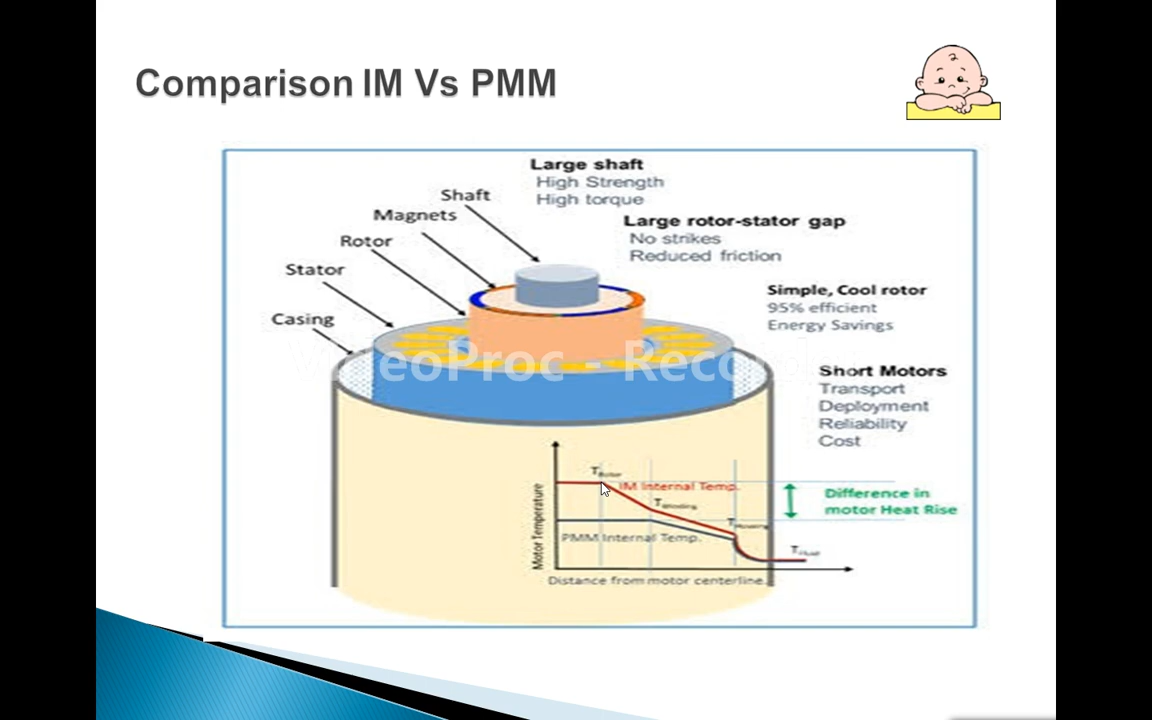 Comparison IM Vs PMM
Large shaft
High Strength
High torque
Shaft
Magnets
Large rotor-stator gap
No strikes
Reduced friction
Rotor
Stator
Simple, Cool rotor
95% efficient
Energy Savings
Casing
Short Motors
Transport
Deployment
Reliability
Cost
IM Internal Temp.
PMM Internal Temp.
Motor Temperature
Distance from motor centerline.
Difference in
motor Heat Rise